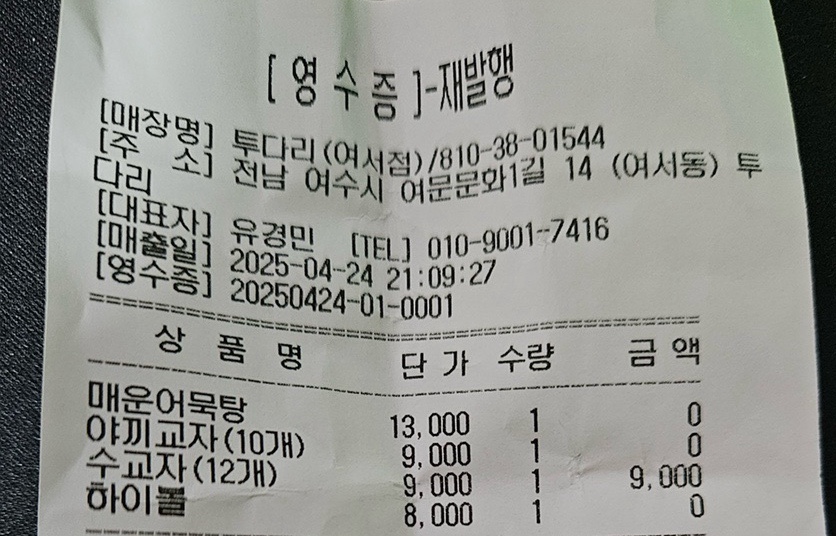 [ 영 수 증 ]-재발행
[매장명] 투다리(여서점)/810-38-01544
[주 소] 전남 여수시 여문문화1길 14 (여서동) 투
다리
[대표자] 유경민 [TEL] 010-9001-7416
[매출일] 2025-04-24 21:09:27
[영수증] 20250424-01-0001
상 품 명 단 가 수량 금 액
매운어묵탕 13,000 1 0
야끼교자(10개) 9,000 1 0
수교자(12개) 9,000 1 9,000
하이볼 8,000 1 0